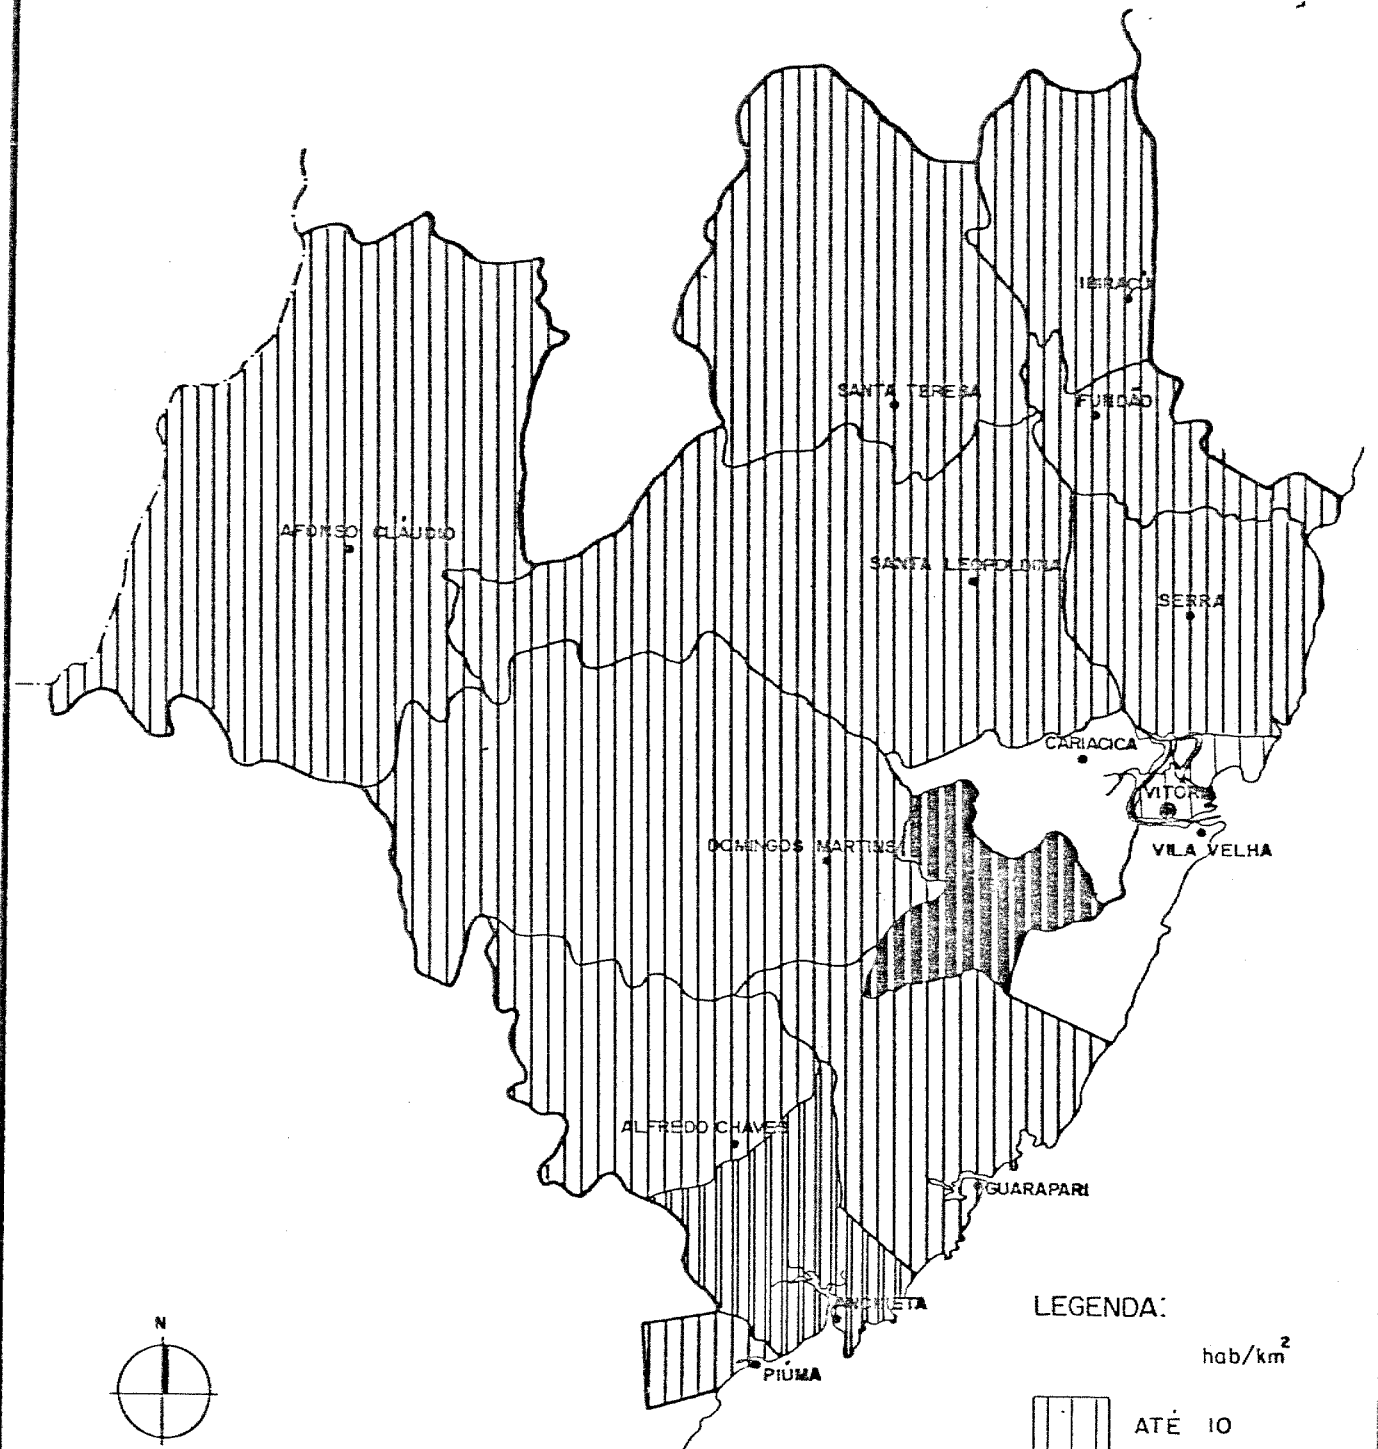 IBIRAÇÚ
SANTA TERESA
FUNDÃO
AFONSO CLÁUDIO
SANTA LEOPOLDINA
SERRA
CARIACICA
VITÓRIA
DOMINGOS MARTINS
VILA VELHA
ALFREDO CHAVES
GUARAPARI
ANCHIETA
LEGENDA:
N
hab/km²
PIÚMA
ATÉ 10